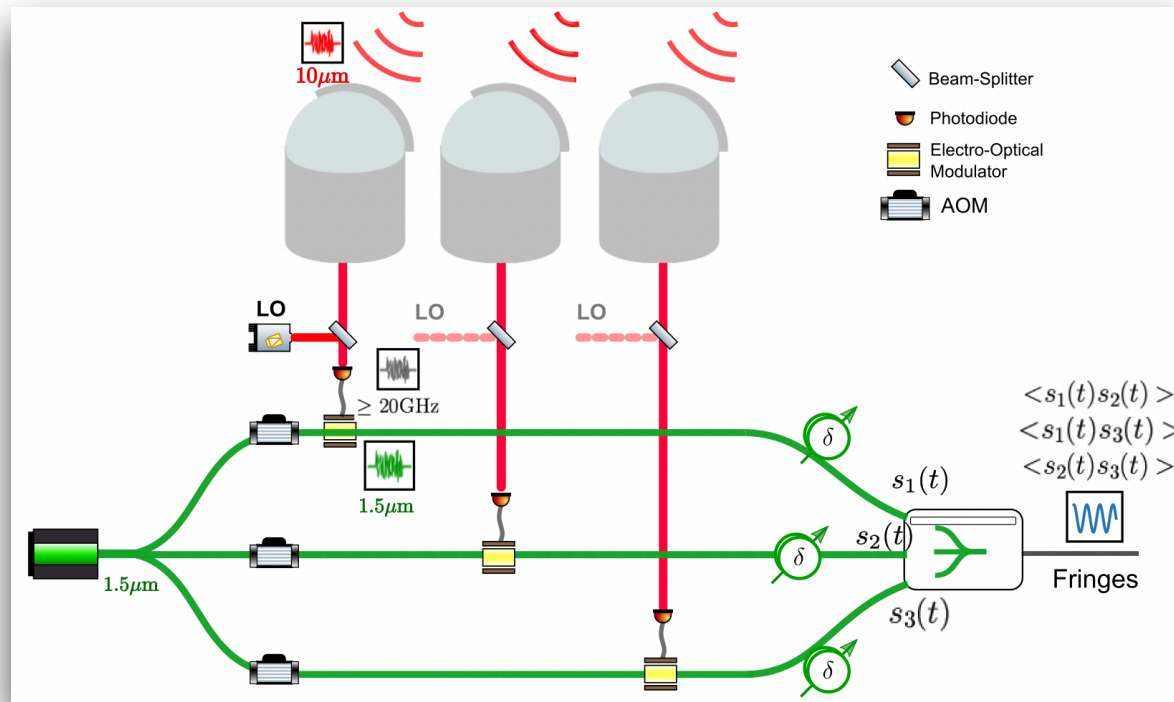 10μm
Beam-Splitter
Photodiode
Electro-Optical
Modulator
AOM
LO
LO
LO
≥ 20GHz
1.5μm
1.5μm
δ
δ
δ
s₁(t)
s₂(t)
s₃(t)
<s₁(t)s₂(t) >
<s₁(t)s₃(t) >
<s₂(t)s₃(t) >
Fringes